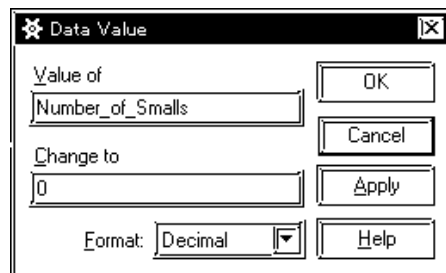 Data Value
Value of
Number_of_Smalls
OK
Cancel
Change to
0
Apply
Format: Decimal
Help